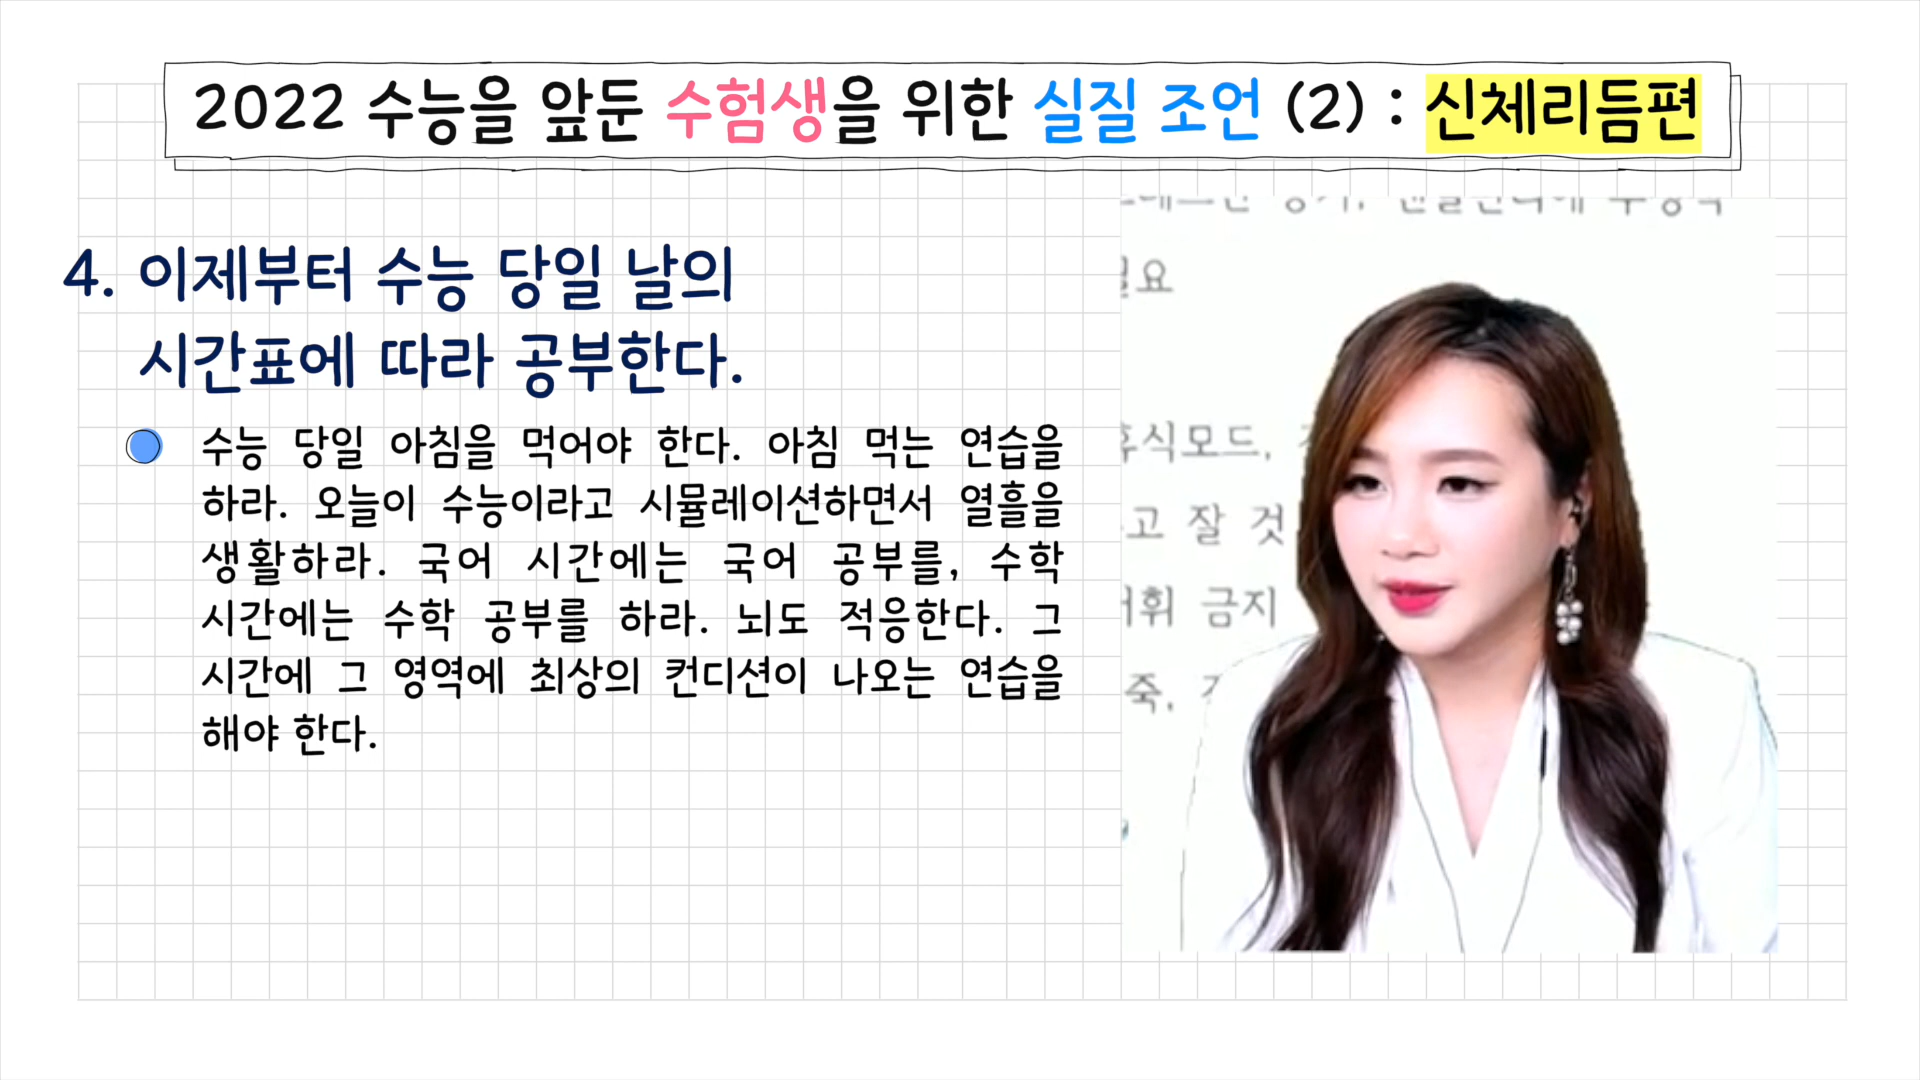 2022 수능을 앞둔 수험생을 위한 실질 조언 (2) : 신체리듬편
4. 이제부터 수능 당일 날의
시간표에 따라 공부한다.
수능 당일 아침을 먹어야 한다. 아침 먹는 연습을
하라. 오늘이 수능이라고 시뮬레이션하면서 열흘을
생활하라. 국어 시간에는 국어 공부를, 수학
시간에는 수학 공부를 하라. 뇌도 적응한다. 그
시간에 그 영역에 최상의 컨디션이 나오는 연습을
해야 한다.
잘 것
금지